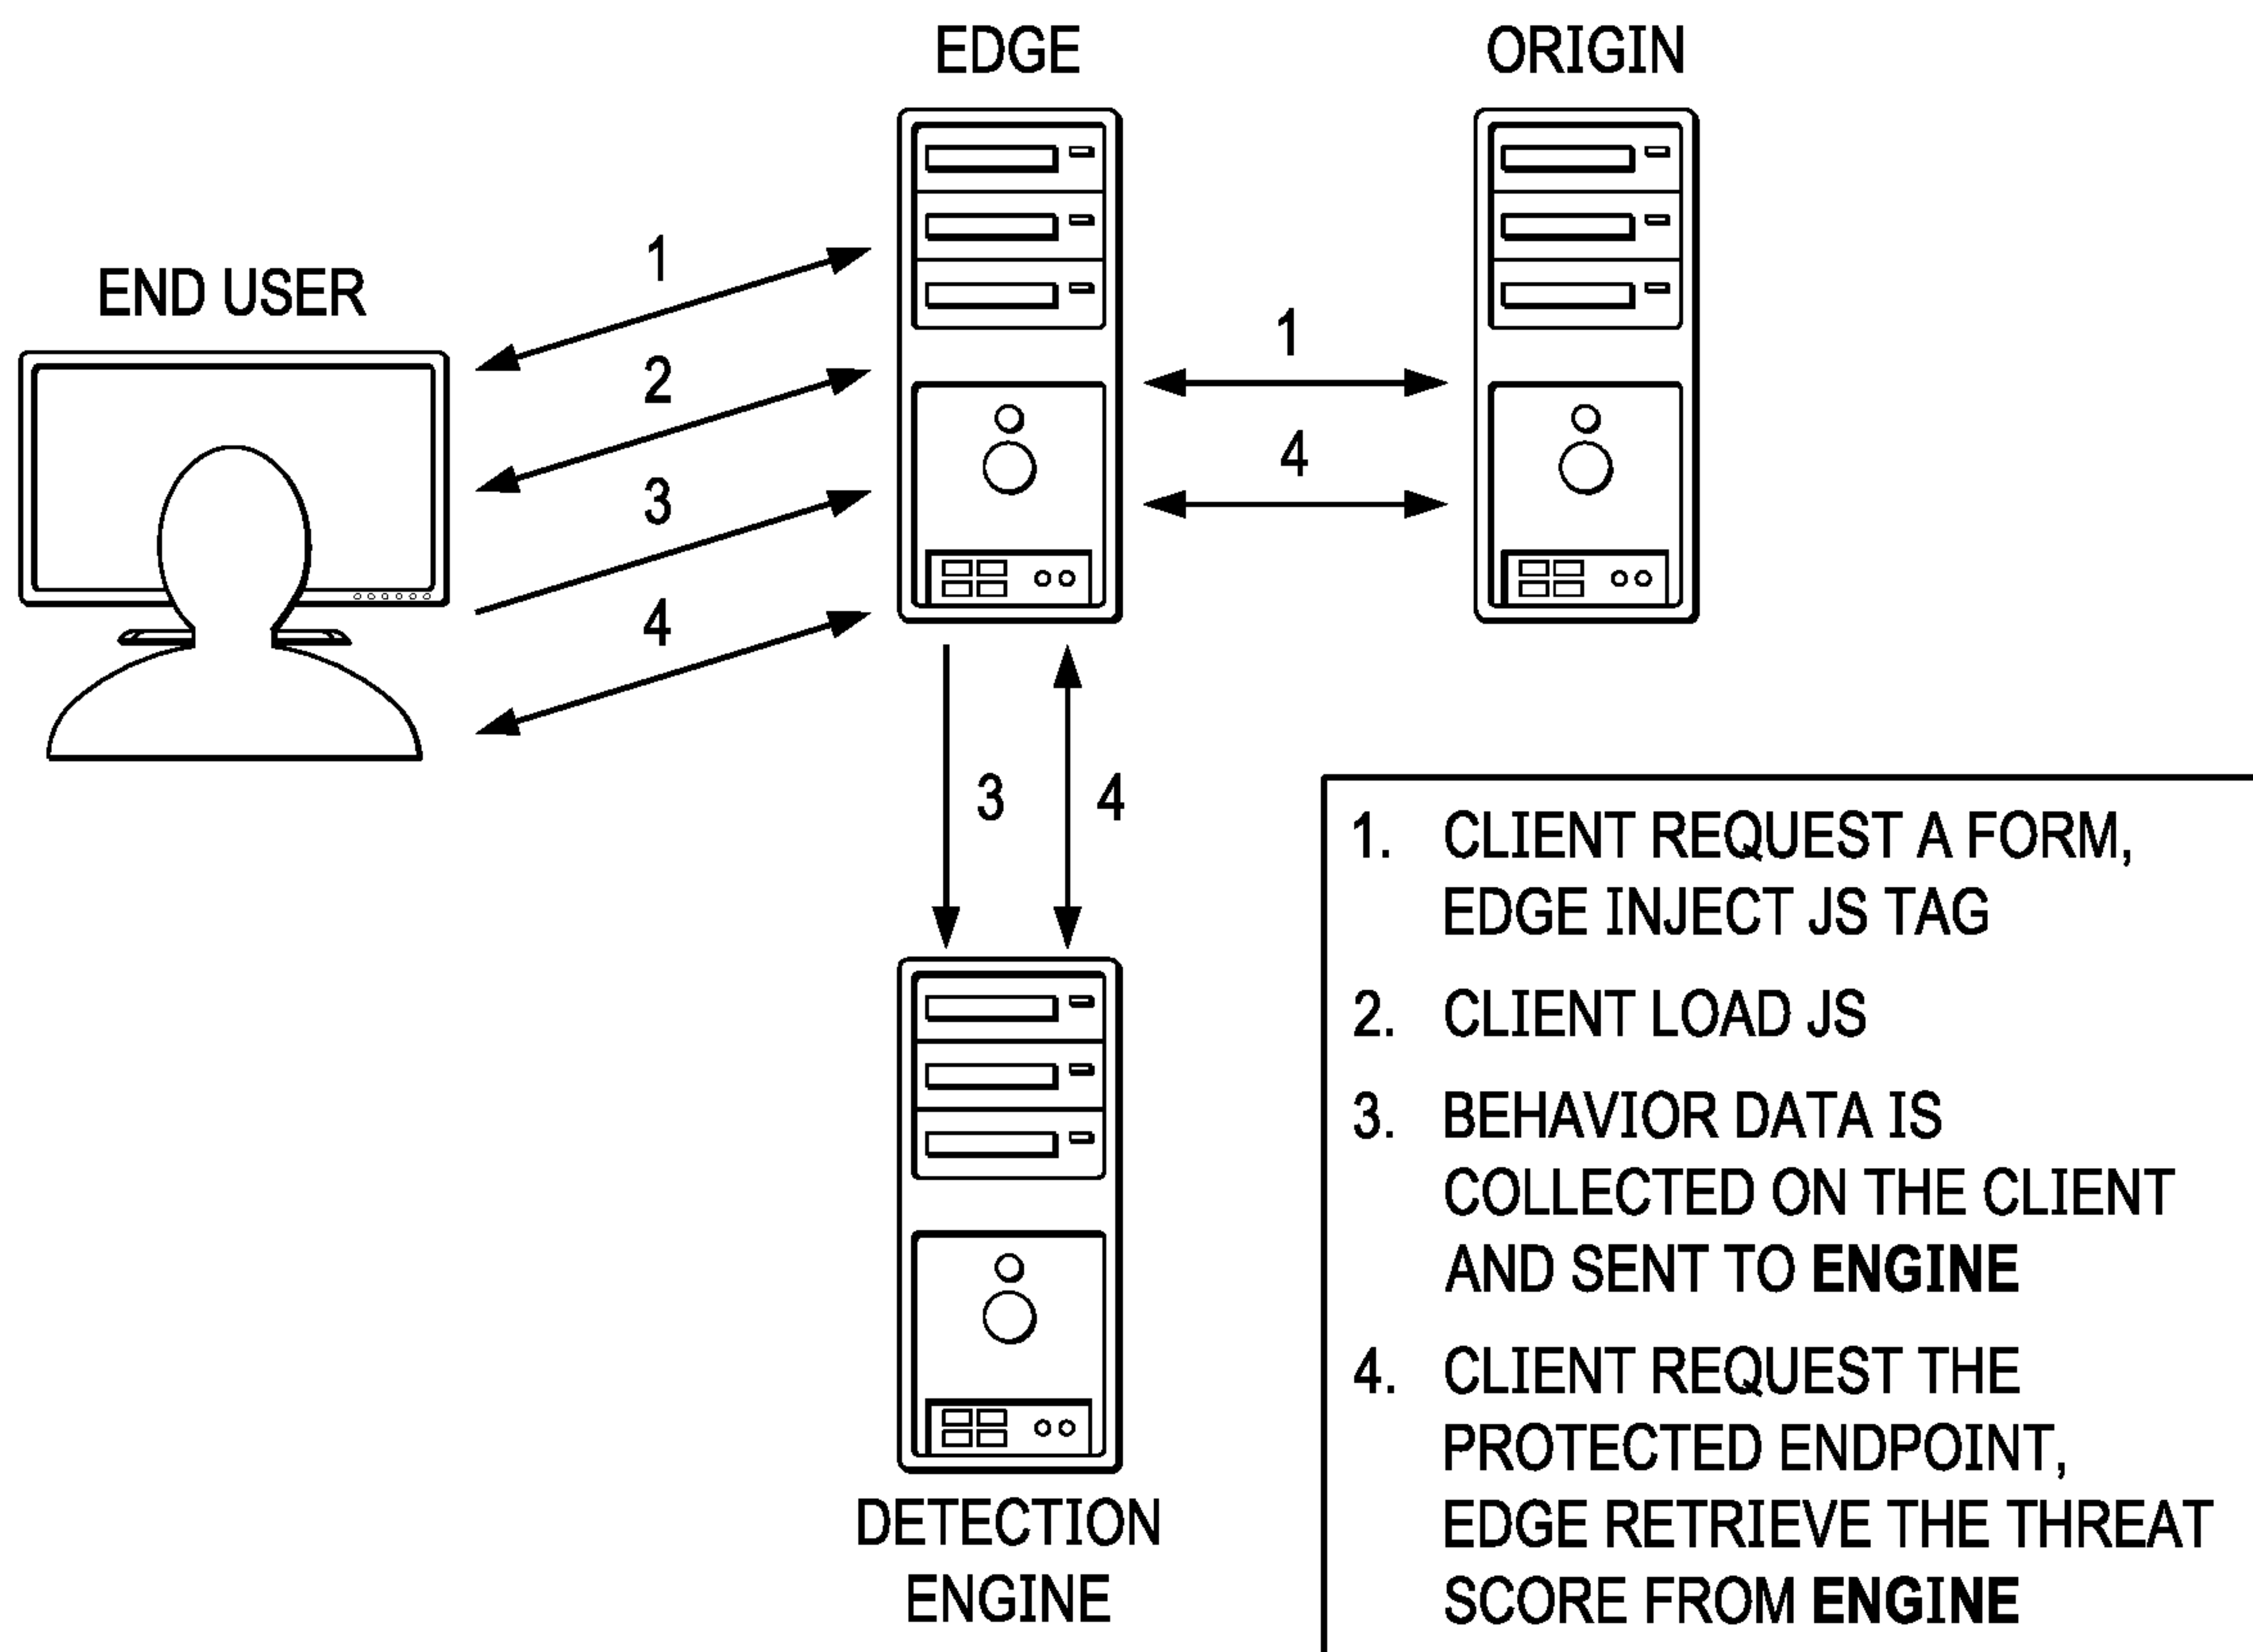 EDGE
ORIGIN
END USER
1
2
3
4
1
4
3
4
DETECTION
ENGINE
1. CLIENT REQUEST A FORM,
EDGE INJECT JS TAG
2. CLIENT LOAD JS
3. BEHAVIOR DATA IS
COLLECTED ON THE CLIENT
AND SENT TO ENGINE
4. CLIENT REQUEST THE
PROTECTED ENDPOINT,
EDGE RETRIEVE THE THREAT
SCORE FROM ENGINE